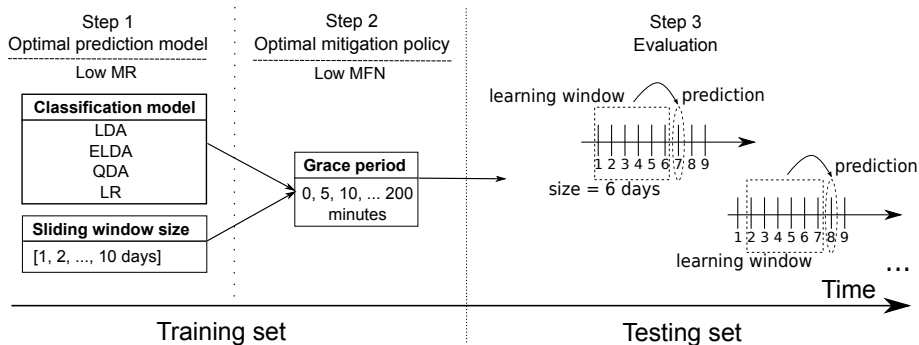 Step 1
Optimal prediction model
Low MR
Classification model
LDA
ELDA
QDA
LR
Sliding window size
[1, 2, ..., 10 days]
Step 2
Optimal mitigation policy
Low MFN
Grace period
0, 5, 10, ... 200
minutes
Step 3
Evaluation
learning window
prediction
1 2 3 4 5 6 7 8 9
size = 6 days
prediction
1 2 3 4 5 6 7 8 9
learning window
...
Time
Training set
Testing set